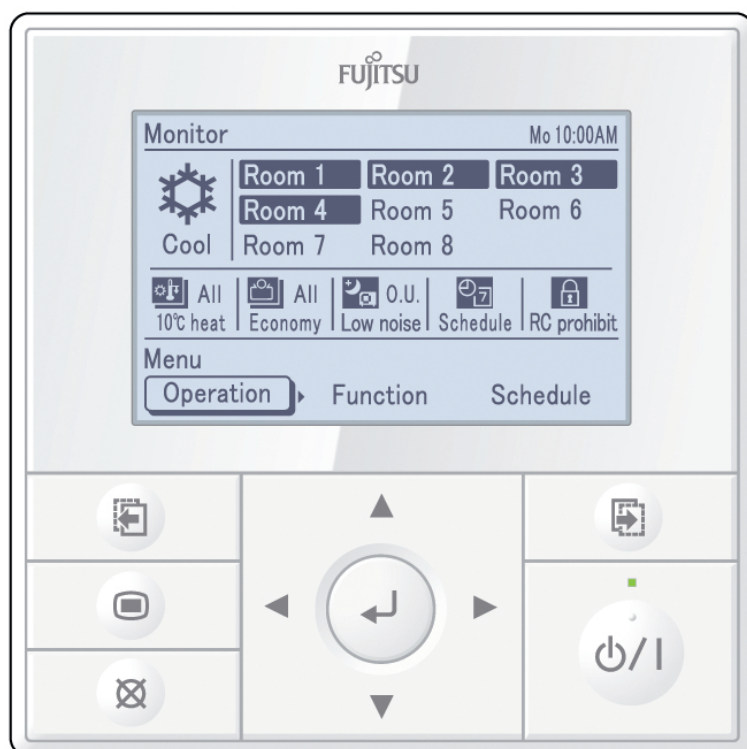 FUJITSU
Monitor Mo 10:00AM
Room 1 Room 2 Room 3
Room 4 Room 5 Room 6
Cool Room 7 Room 8
All All O.U. 7
10℃ heat Economy Low noise Schedule RC prohibit
Menu
Operation Function Schedule